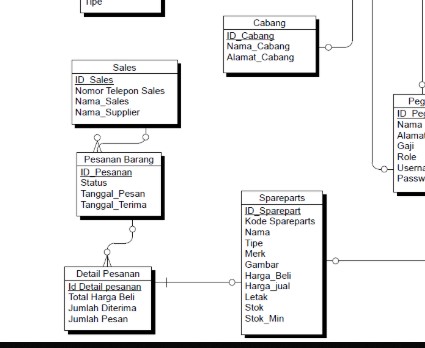 Tipe
Cabang
ID_Cabang
Nama_Cabang
Alamat_Cabang
Sales
ID_Sales
Nomor Telepon Sales
Nama_Sales
Nama_Supplier
Peg
ID_Peg
Nama
Alamat
Gaji
Role
Userna
Passw
Pesanan Barang
ID_Pesanan
Status
Tanggal_Pesan
Tanggal_Terima
Spareparts
ID_Sparepart
Kode Spareparts
Nama
Tipe
Merk
Gambar
Harga_Beli
Harga_jual
Letak
Stok
Stok_Min
Detail Pesanan
Id Detail pesanan
Total Harga Beli
Jumlah Diterima
Jumlah Pesan